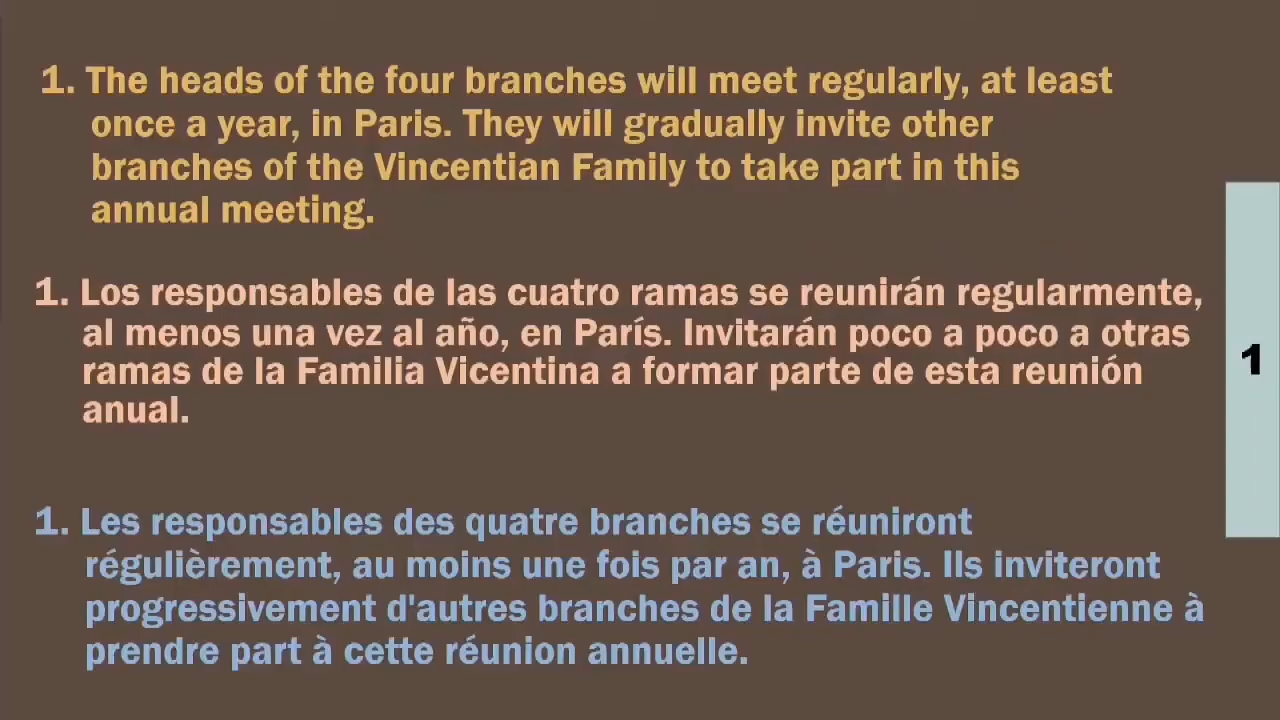 1. The heads of the four branches will meet regularly, at least
once a year, in Paris. They will gradually invite other
branches of the Vincentian Family to take part in this
annual meeting.
1. Los responsables de las cuatro ramas se reunirán regularmente,
al menos una vez al año, en París. Invitarán poco a poco a otras
ramas de la Familia Vicentina a formar parte de esta reunión
anual.
1
1. Les responsables des quatre branches se réuniront
régulièrement, au moins une fois par an, à Paris. Ils inviteront
progressivement d'autres branches de la Famille Vincentienne à
prendre part à cette réunion annuelle.